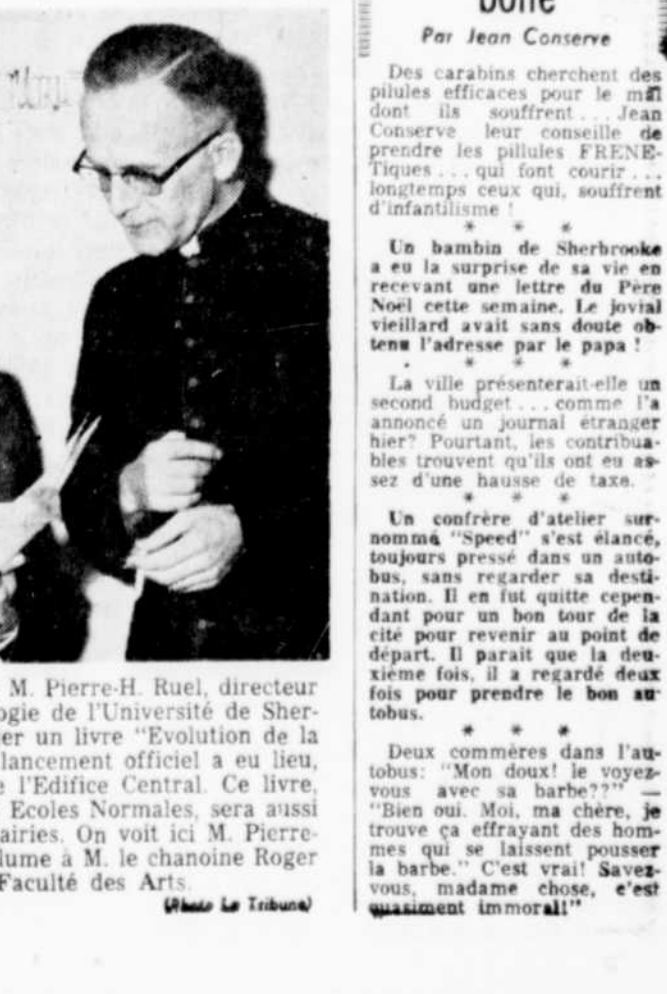 M. Pierre-H. Ruel, directeur
ogie de l'Université de Sher-
er un livre "Evolution de la
lancement officiel a eu lieu,
e l'Edifice Central. Ce livre,
Ecoles Normales, sera aussi
airies. On voit ici M. Pierre-
lume à M. le chanoine Roger
Faculté des Arts.
(Photo La Tribune)
Par Jean Conserve
Des carabins cherchent des
pilules efficaces pour le mal
dont ils souffrent... Jean
Conserve leur conseille de
prendre les pillules FRENE-
Tiques... qui font courir...
longtemps ceux qui, souffrent
d'infantilisme !
* * *
Un bambin de Sherbrooke
a eu la surprise de sa vie en
recevant une lettre du Père
Noël cette semaine. Le jovial
vieillard avait sans doute ob-
tenu l'adresse par le papa !
* * *
La ville présenterait-elle un
second budget... comme l'a
annoncé un journal étranger
hier? Pourtant, les contribua-
bles trouvent qu'ils ont eu as-
sez d'une hausse de taxe.
* * *
Un confrère d'atelier sur-
nommé "Speed" s'est élancé,
toujours pressé dans un auto-
bus, sans regarder sa desti-
nation. Il en fut quitte cepen-
dant pour un bon tour de la
cité pour revenir au point de
départ. Il parait que la deu-
xième fois, il a regardé deux
fois pour prendre le bon au-
tobus.
* * *
Deux commères dans l'au-
tobus: "Mon doux! le voyez-
vous avec sa barbe??" —
"Bien oui. Moi, ma chère, je
trouve ça effrayant des hom-
mes qui se laissent pousser
la barbe." C'est vrai! Savez-
vous, madame chose, c'est
quasiment immoral!"